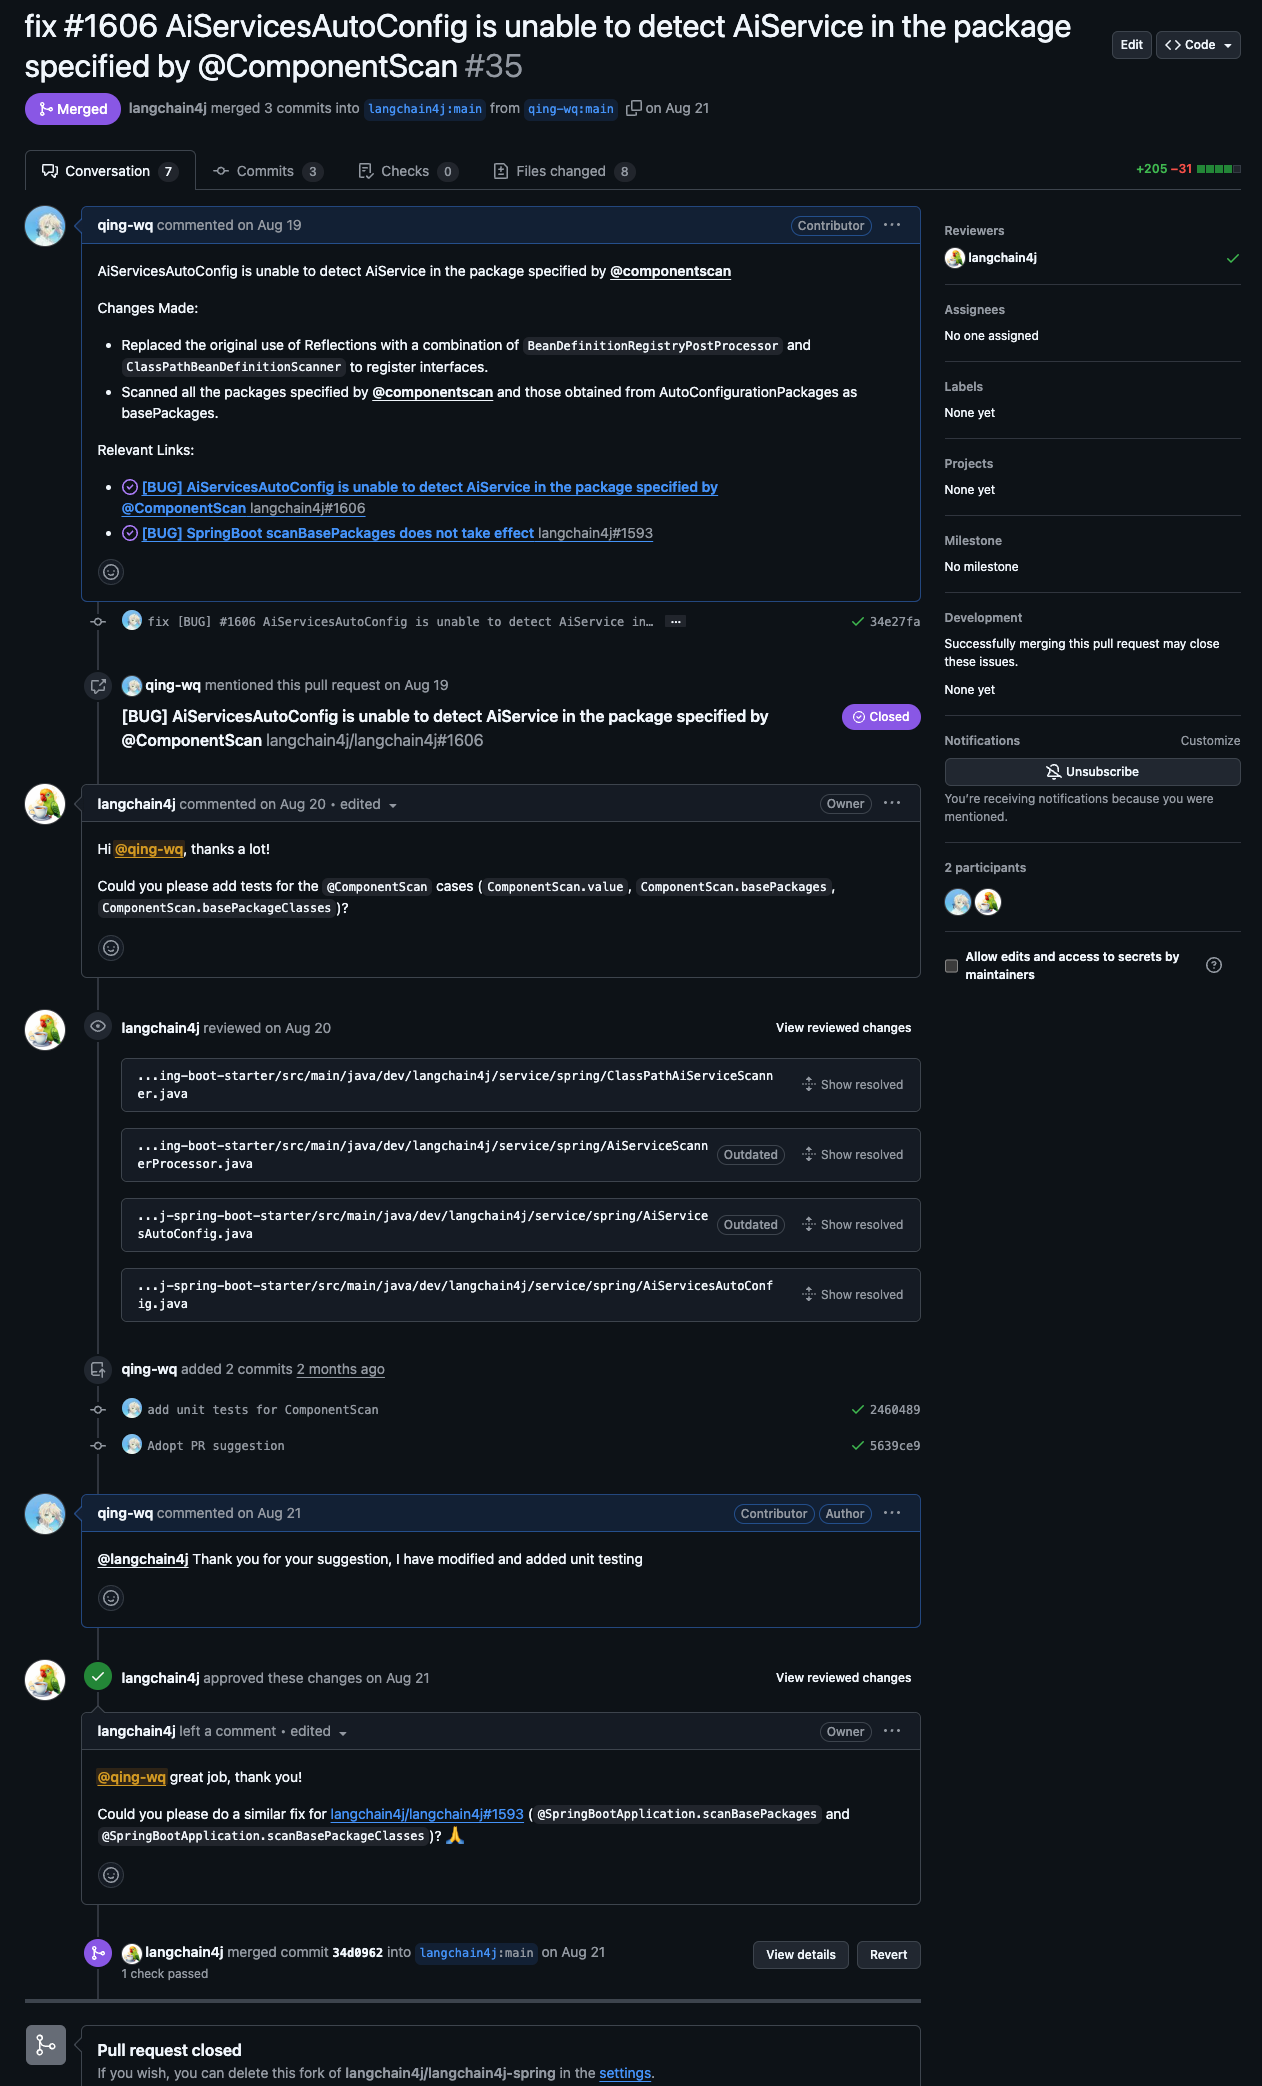 fix #1606 AiServicesAutoConfig is unable to detect AiService in the package
specified by @ComponentScan #35
Edit
Code
Merged
langchain4j merged 3 commits into langchain4j:main from qing-wq:main on Aug 21
Conversation 7
Commits 3
Checks 0
Files changed 8
+205 −31
qing-wq commented on Aug 19
Contributor
AiServicesAutoConfig is unable to detect AiService in the package specified by @componentscan
Changes Made:
• Replaced the original use of Reflections with a combination of BeanDefinitionRegistryPostProcessor and
ClassPathBeanDefinitionScanner to register interfaces.
• Scanned all the packages specified by @componentscan and those obtained from AutoConfigurationPackages as
basePackages.
Relevant Links:
• [BUG] AiServicesAutoConfig is unable to detect AiService in the package specified by
@ComponentScan langchain4j#1606
• [BUG] SpringBoot scanBasePackages does not take effect langchain4j#1593
fix [BUG] #1606 AiServicesAutoConfig is unable to detect AiService in… ...
34e27fa
qing-wq mentioned this pull request on Aug 19
[BUG] AiServicesAutoConfig is unable to detect AiService in the package specified by
@ComponentScan langchain4j/langchain4j#1606
Closed
langchain4j commented on Aug 20 • edited
Owner
Hi @qing-wq, thanks a lot!
Could you please add tests for the @ComponentScan cases (ComponentScan.value, ComponentScan.basePackages,
ComponentScan.basePackageClasses)?
langchain4j reviewed on Aug 20
View reviewed changes
...ing-boot-starter/src/main/java/dev/langchain4j/service/spring/ClassPathAiServiceScann
er.java
Show resolved
...ing-boot-starter/src/main/java/dev/langchain4j/service/spring/AiServiceScann
erProcessor.java
Outdated
Show resolved
...j-spring-boot-starter/src/main/java/dev/langchain4j/service/spring/AiService
sAutoConfig.java
Outdated
Show resolved
...j-spring-boot-starter/src/main/java/dev/langchain4j/service/spring/AiServicesAutoConf
ig.java
Show resolved
qing-wq added 2 commits 2 months ago
add unit tests for ComponentScan
2460489
Adopt PR suggestion
5639ce9
qing-wq commented on Aug 21
Contributor
Author
@langchain4j Thank you for your suggestion, I have modified and added unit testing
langchain4j approved these changes on Aug 21
View reviewed changes
langchain4j left a comment • edited
Owner
@qing-wq great job, thank you!
Could you please do a similar fix for langchain4j/langchain4j#1593 (@SpringBootApplication.scanBasePackages and
@SpringBootApplication.scanBasePackageClasses)? 🙏
langchain4j merged commit 34d0962 into langchain4j:main on Aug 21
1 check passed
View details
Revert
Pull request closed
If you wish, you can delete this fork of langchain4j/langchain4j-spring in the settings.
Reviewers
langchain4j
Assignees
No one assigned
Labels
None yet
Projects
None yet
Milestone
No milestone
Development
Successfully merging this pull request may close
these issues.
None yet
Notifications
Customize
Unsubscribe
You're receiving notifications because you were
mentioned.
2 participants
Allow edits and access to secrets by
maintainers